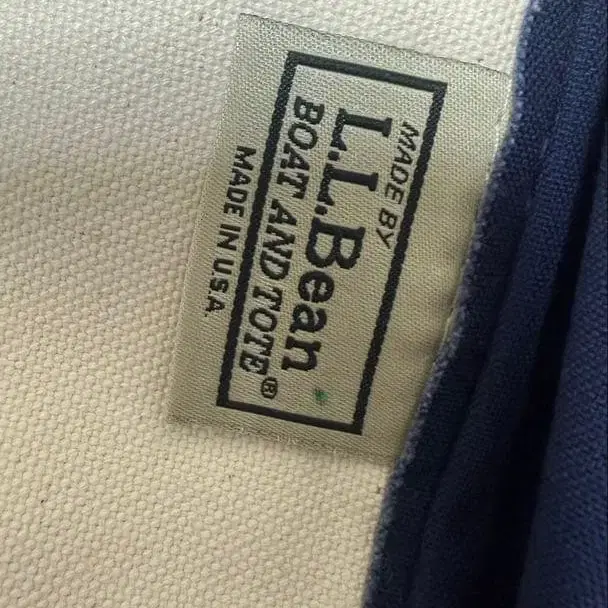 MADE BY
L.L.Bean
BOAT AND TOTE®
MADE IN U.S.A.